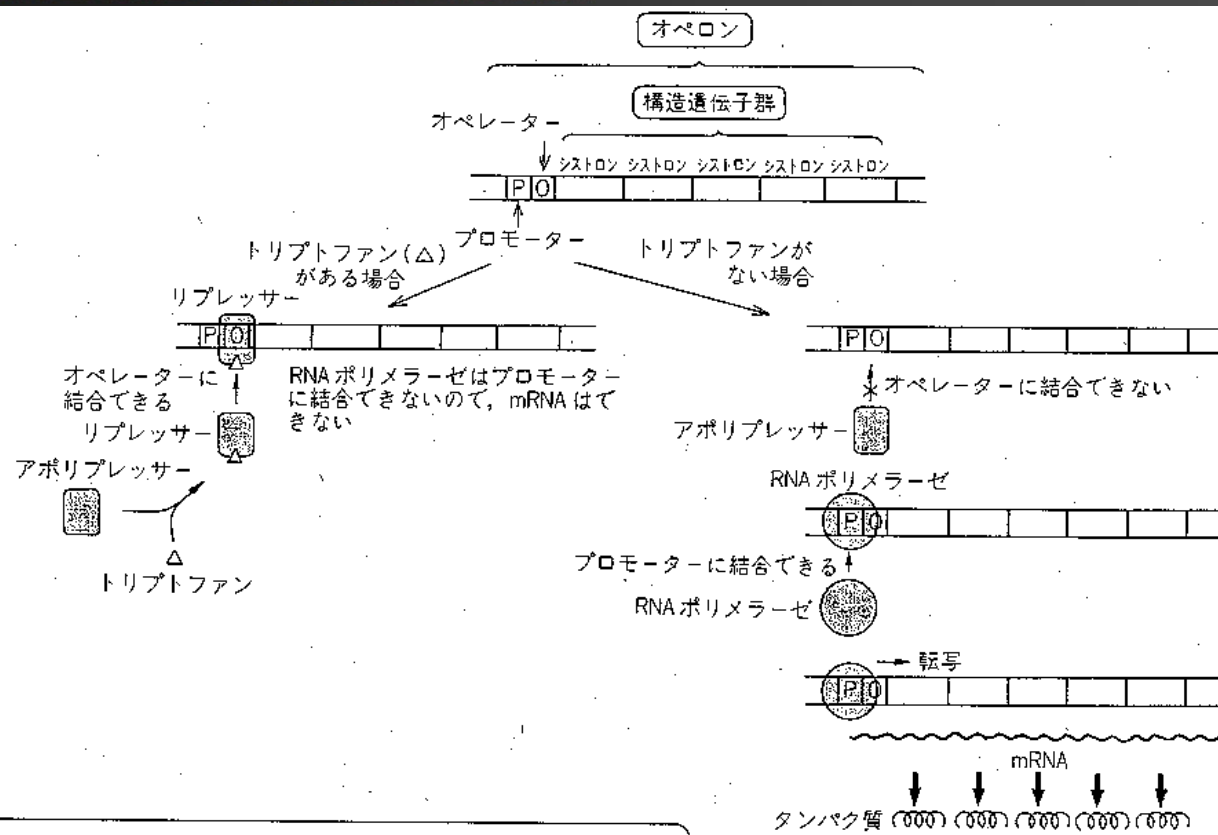 オペロン
構造遺伝子群
オペレーター
シストロン シストロン シストロン シストロン シストロン
P O
プロモーター
トリプトファン(△)
がある場合
トリプトファンが
ない場合
リプレッサー
P O
オペレーターに
結合できる
RNAポリメラーゼはプロモーター
に結合できないので, mRNAはで
きない
リプレッサー
アポリプレッサー
トリプトファン
P O
オペレーターに結合できない
アポリプレッサー
RNAポリメラーゼ
P O
プロモーターに結合できる
RNAポリメラーゼ
転写
P O
mRNA
タンパク質